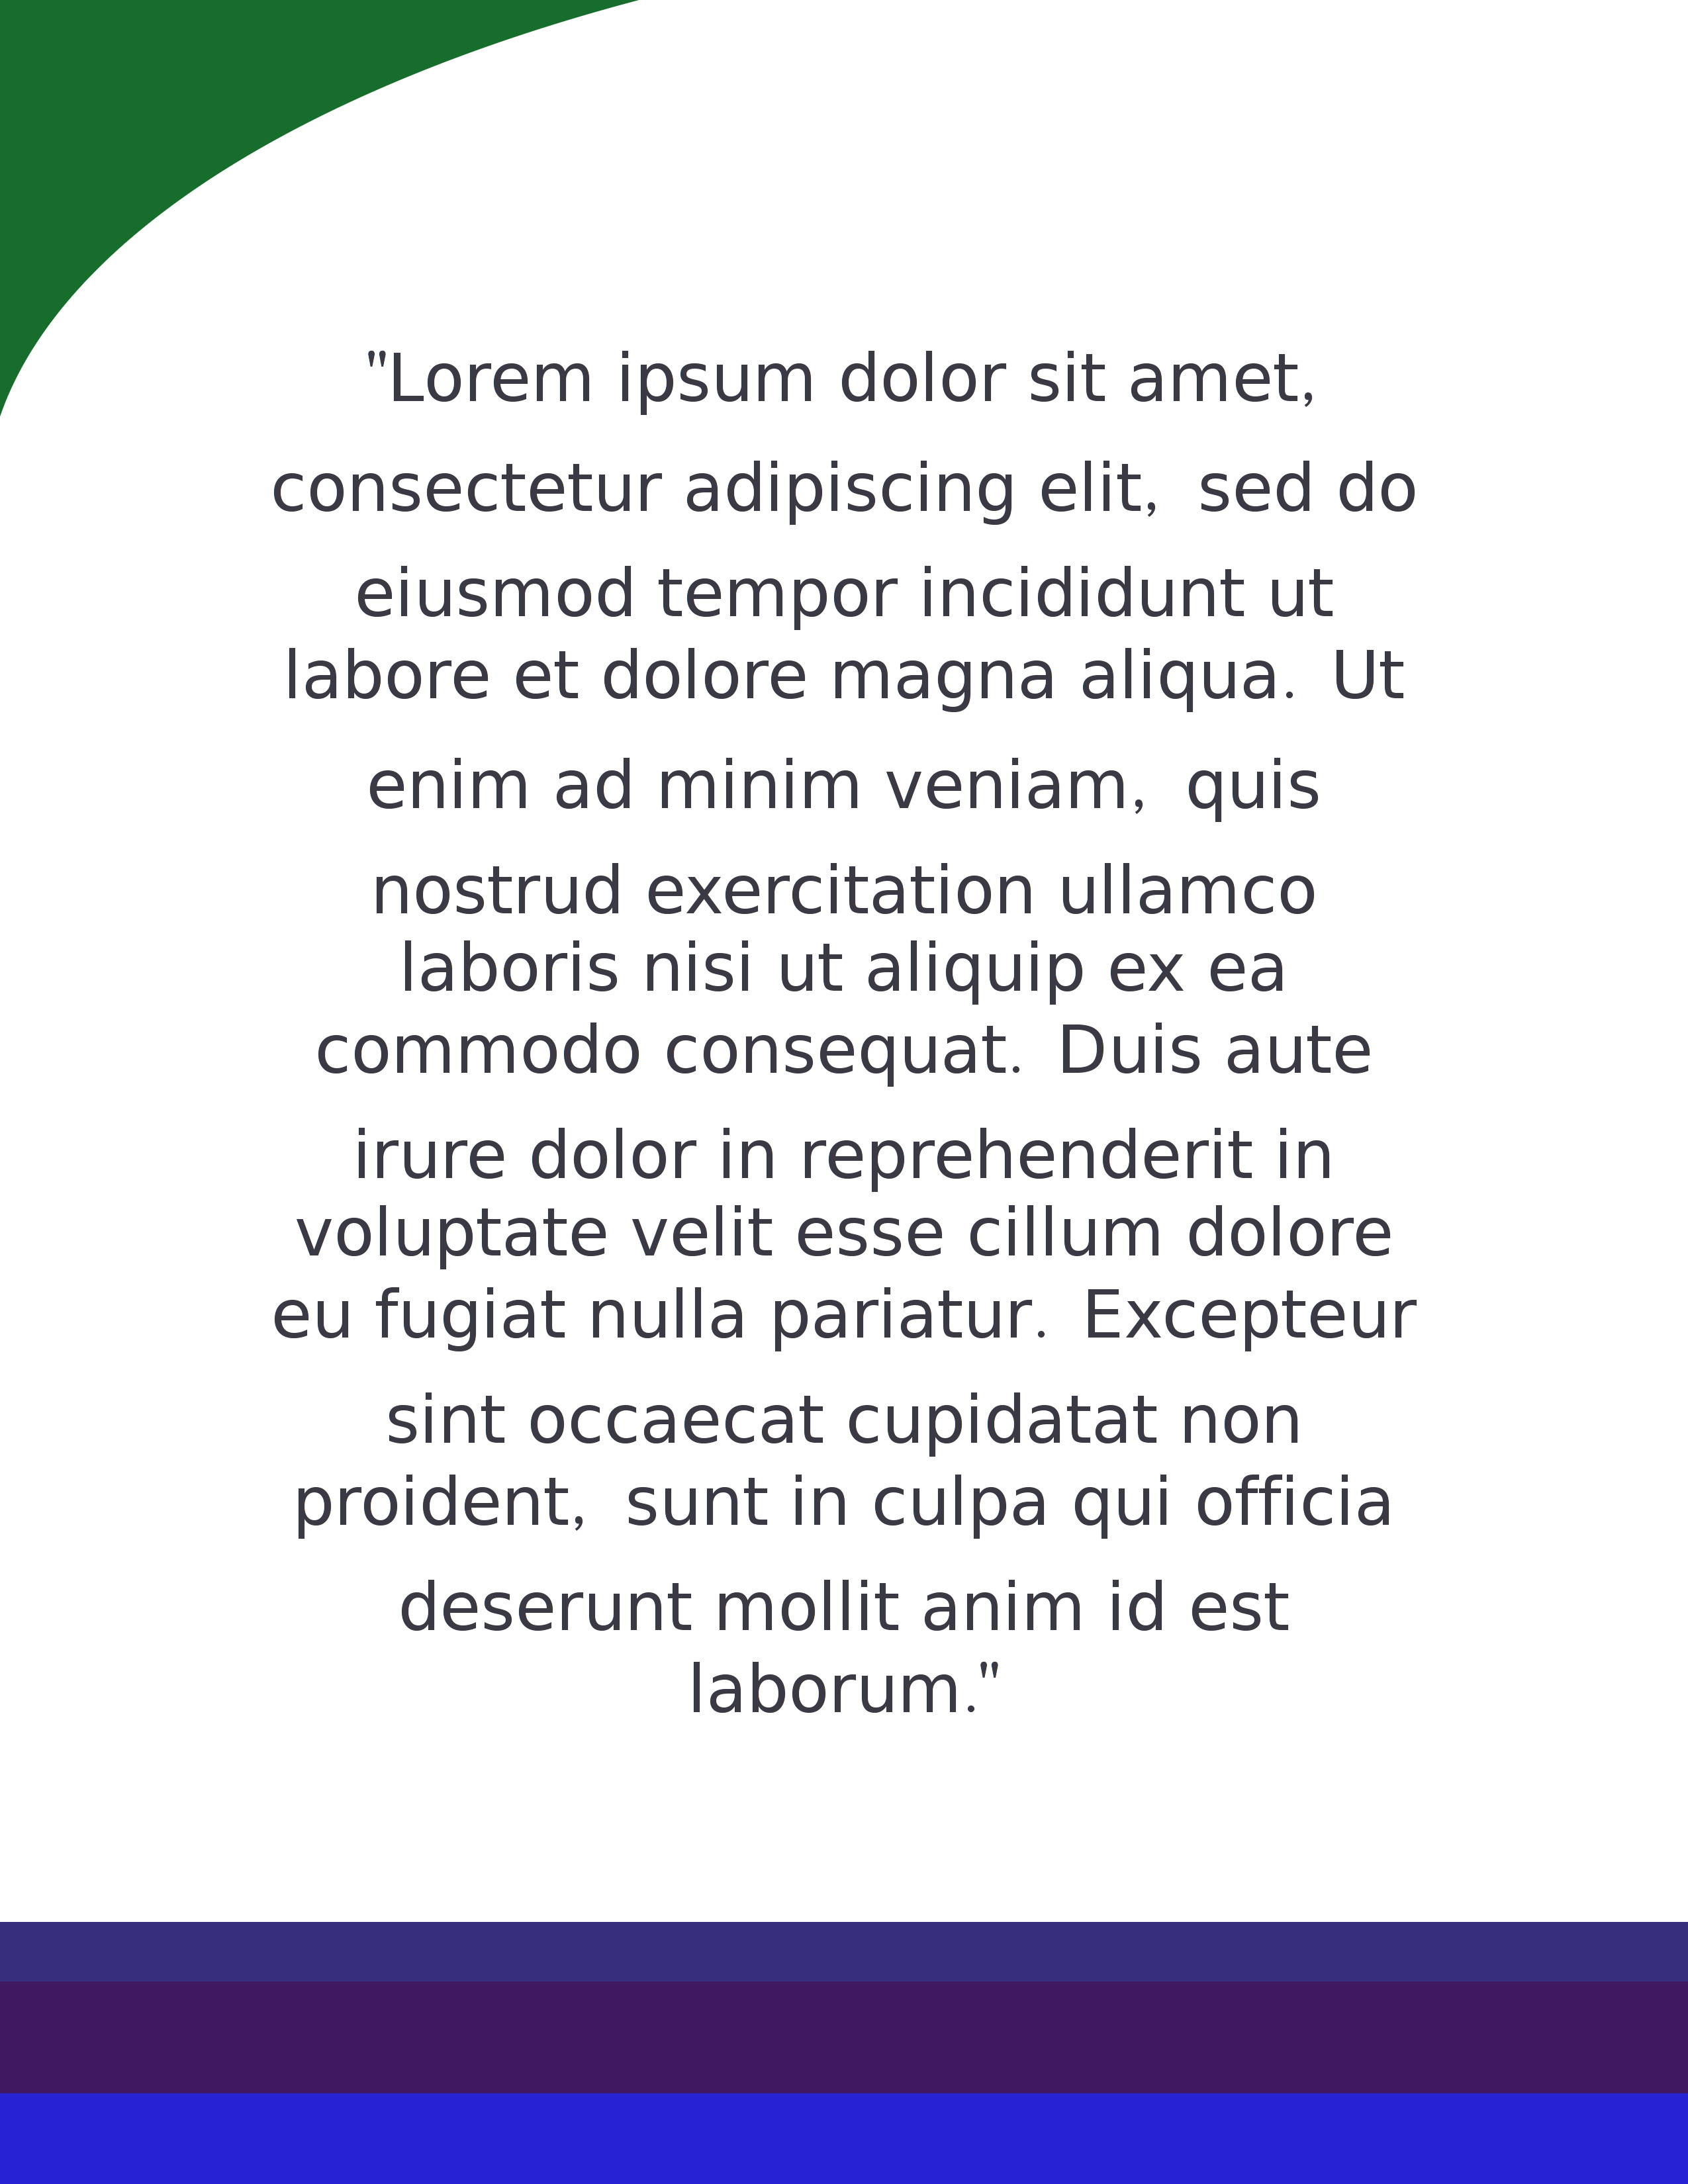 "Lorem ipsum dolor sit amet,
consectetur adipiscing elit, sed do
eiusmod tempor incididunt ut
labore et dolore magna aliqua. Ut
enim ad minim veniam, quis
nostrud exercitation ullamco
laboris nisi ut aliquip ex ea
commodo consequat. Duis aute
irure dolor in reprehenderit in
voluptate velit esse cillum dolore
eu fugiat nulla pariatur. Excepteur
sint occaecat cupidatat non
proident, sunt in culpa qui officia
deserunt mollit anim id est
laborum."